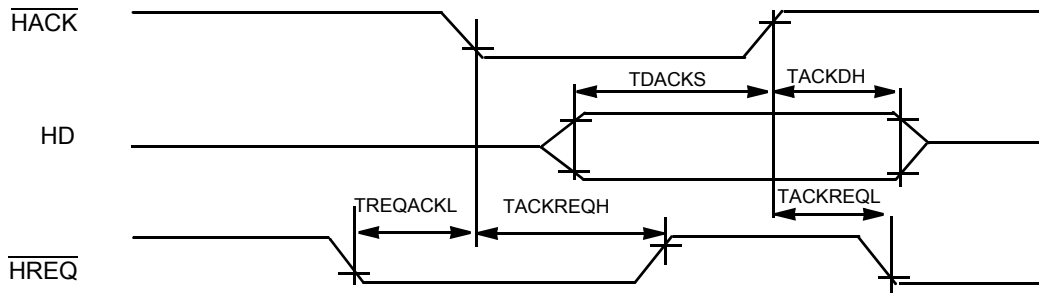 HACK
TDACKS
TACKDH
HD
TREQACKL
TACKREQH
TACKREQL
HREQ